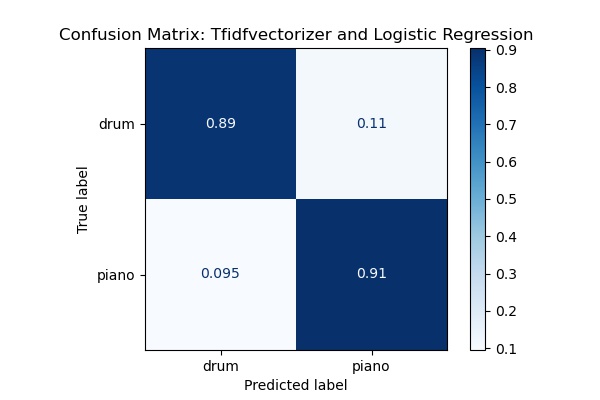 Confusion Matrix: Tfidfvectorizer and Logistic Regression
True label
drum
0.89 0.11
piano
0.095 0.91
drum piano
Predicted label
0.9
0.8
0.7
0.6
0.5
0.4
0.3
0.2
0.1